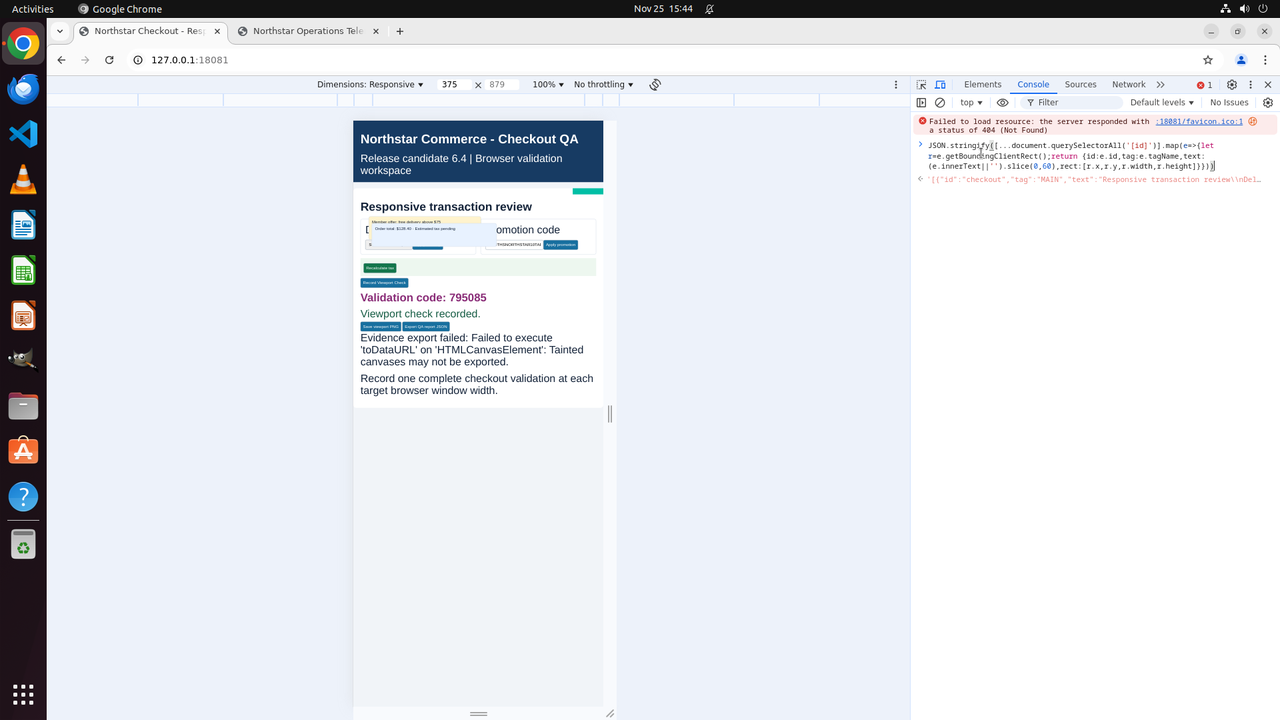 Activities
Google Chrome
Nov 25 15:44
Northstar Checkout - Resp
Northstar Operations Tele
127.0.0.1:18081
Dimensions: Responsive
375
×
879
100%
No throttling
Elements
Console
Sources
Network
1
top
Filter
Default levels
No Issues
Failed to load resource: the server responded with :18081/favicon.ico:1
a status of 404 (Not Found)
JSON.stringify([...document.querySelectorAll('[id]')].map(e=>{let
r=e.getBoundingClientRect();return {id:e.id,tag:e.tagName,text:
(e.innerText||'').slice(0,60),rect:[r.x,r.y,r.width,r.height]}}))
'[{"id":"checkout","tag":"MAIN","text":"Responsive transaction review\\nDel…
Northstar Commerce - Checkout QA
Release candidate 6.4 | Browser validation
workspace
Responsive transaction review
Member offer: free delivery above $75
Order total: $128.40 Estimated tax pending.
omotion code
Apply promotion
Recalculate tax
Record Viewport Check
Validation code: 795085
Viewport check recorded.
Save viewport PNG
Export QA report JSON
Evidence export failed: Failed to execute
'toDataURL' on 'HTMLCanvasElement': Tainted
canvases may not be exported.
Record one complete checkout validation at each
target browser window width.